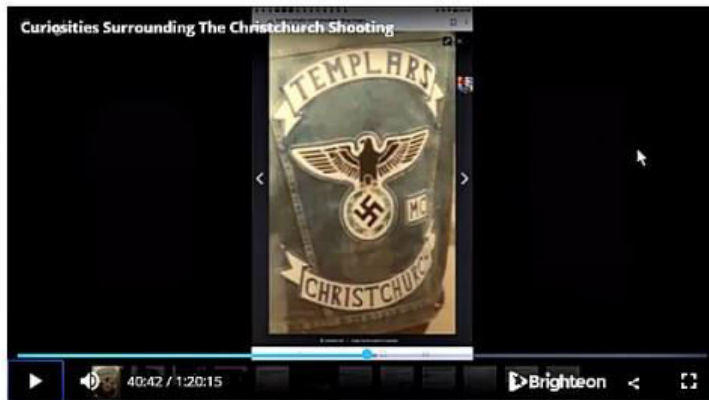 Curiosities Surrounding The Christchurch Shooting
TEMPLARS
MC
CHRISTCHURCH
40:42 / 1:20:15
Brighteon